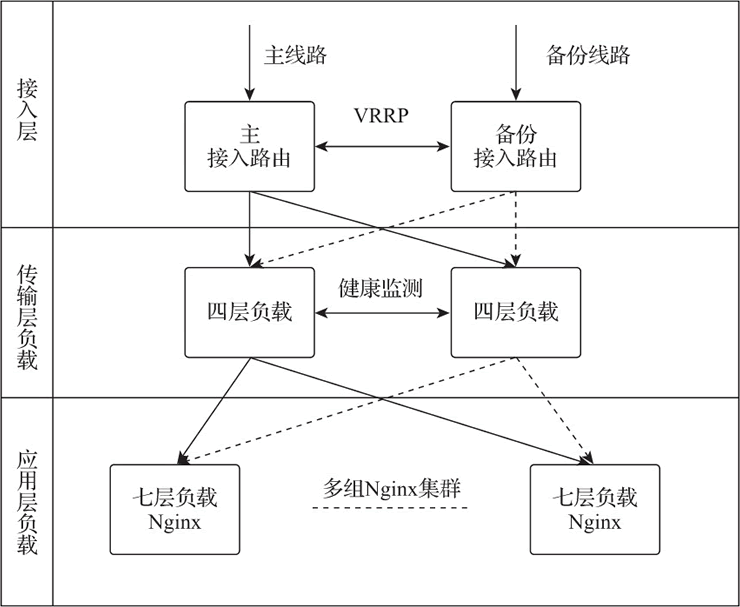 接入层
主线路
备份线路
主
接入路由
VRRP
备份
接入路由
传输层负载
四层负载
健康监测
四层负载
应用层负载
七层负载
Nginx
多组Nginx集群
七层负载
Nginx